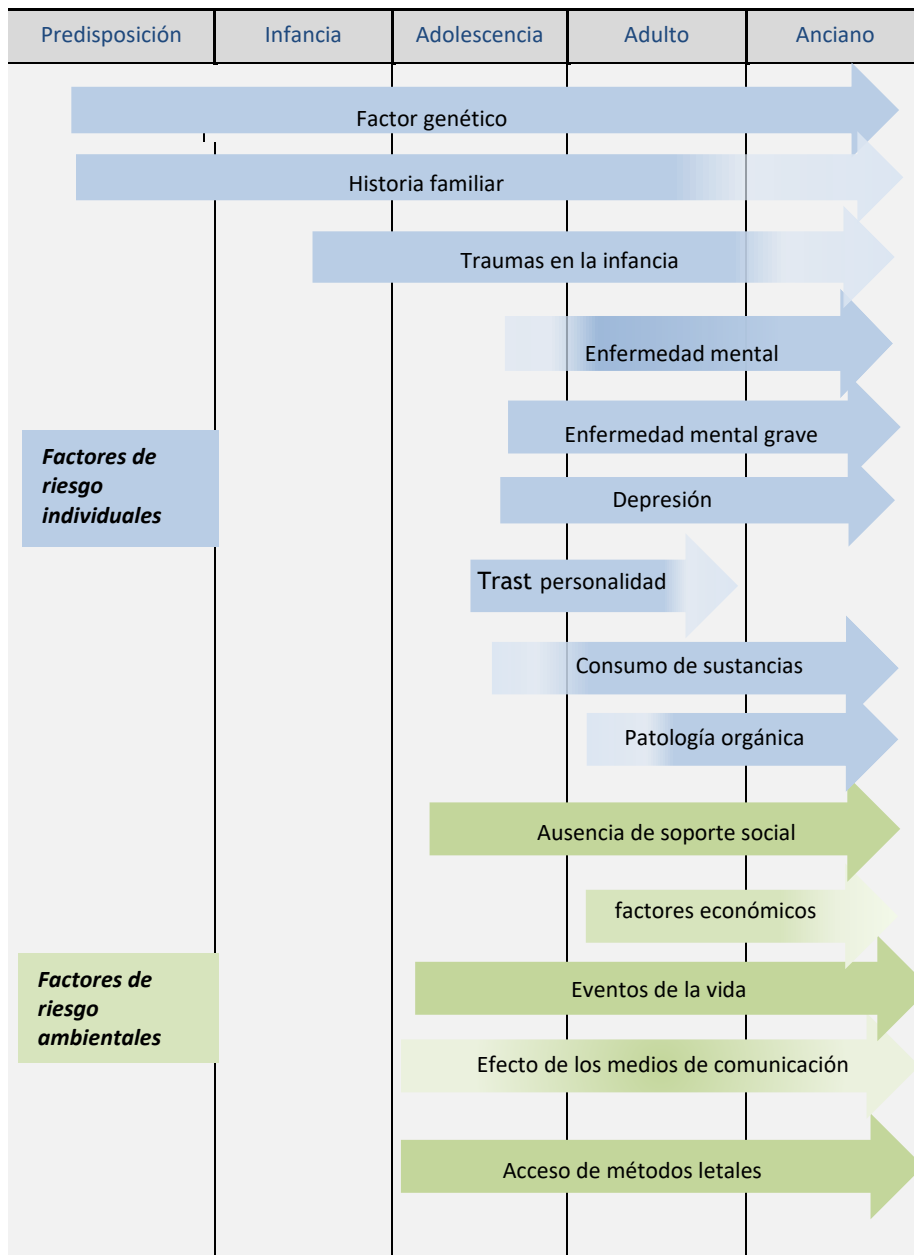 Predisposición Infancia Adolescencia Adulto Anciano
Factor genético
Historia familiar
Traumas en la infancia
Enfermedad mental
Enfermedad mental grave
Factores de
riesgo
individuales
Depresión
Trast personalidad
Consumo de sustancias
Patología orgánica
Ausencia de soporte social
factores económicos
Factores de
riesgo
ambientales
Eventos de la vida
Efecto de los medios de comunicación
Acceso de métodos letales